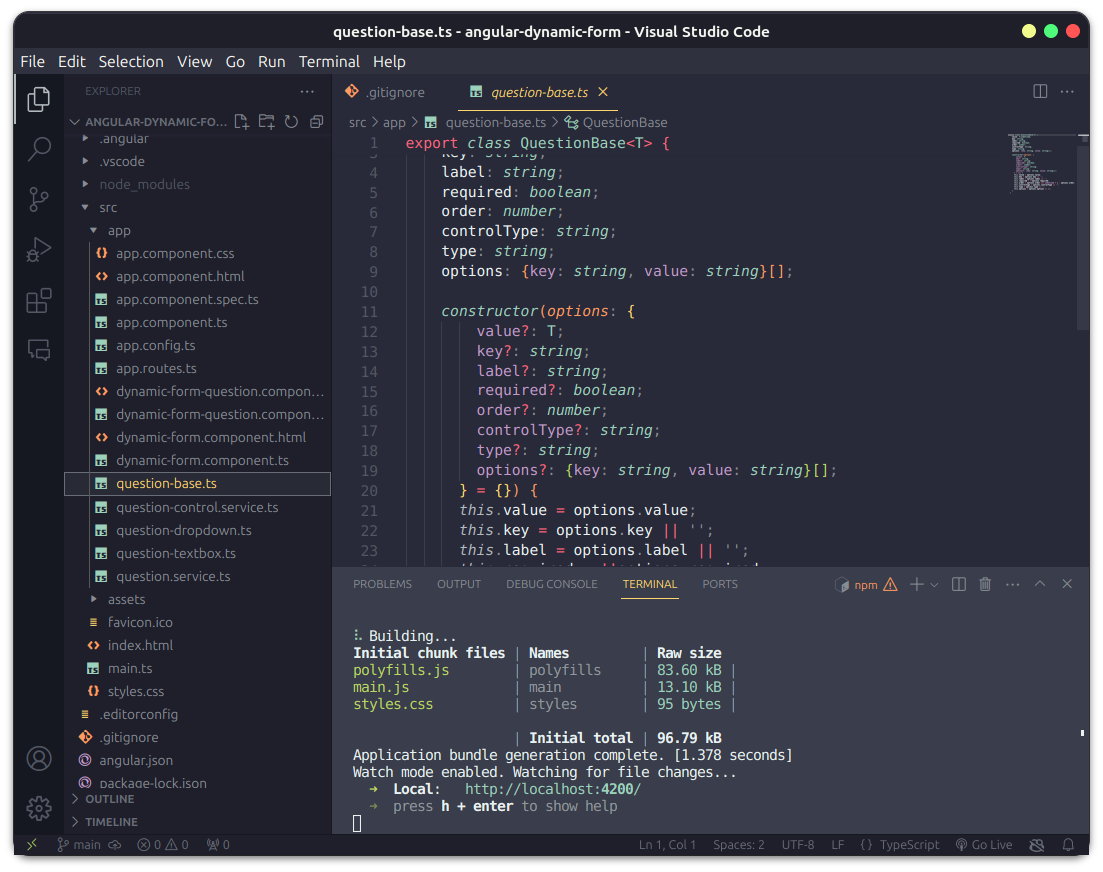 question-base.ts - angular-dynamic-form - Visual Studio Code
File Edit Selection View Go Run Terminal Help
EXPLORER
ANGULAR-DYNAMIC-FO...
.angular
.vscode
node_modules
src
app
app.component.css
app.component.html
app.component.spec.ts
app.component.ts
app.config.ts
app.routes.ts
dynamic-form-question.compon...
dynamic-form-question.compon...
dynamic-form.component.html
dynamic-form.component.ts
question-base.ts
question-control.service.ts
question-dropdown.ts
question-textbox.ts
question.service.ts
assets
favicon.ico
index.html
main.ts
styles.css
.editorconfig
.gitignore
angular.json
package-lock.json
OUTLINE
TIMELINE
.gitignore question-base.ts
src > app > question-base.ts > QuestionBase
1 export class QuestionBase<T> {
3 key: string;
4 label: string;
5 required: boolean;
6 order: number;
7 controlType: string;
8 type: string;
9 options: {key: string, value: string}[];
10
11 constructor(options: {
12 value?: T;
13 key?: string;
14 label?: string;
15 required?: boolean;
16 order?: number;
17 controlType?: string;
18 type?: string;
19 options?: {key: string, value: string}[];
20 } = {}) {
21 this.value = options.value;
22 this.key = options.key || '';
23 this.label = options.label || '';
PROBLEMS OUTPUT DEBUG CONSOLE TERMINAL PORTS npm
Building...
Initial chunk files | Names | Raw size
polyfills.js | polyfills | 83.60 kB |
main.js | main | 13.10 kB |
styles.css | styles | 95 bytes |
| Initial total | 96.79 kB
Application bundle generation complete. [1.378 seconds]
Watch mode enabled. Watching for file changes...
➜ Local: http://localhost:4200/
➜ press h + enter to show help
main 0 0 0 Ln 1, Col 1 Spaces: 2 UTF-8 LF {} TypeScript Go Live